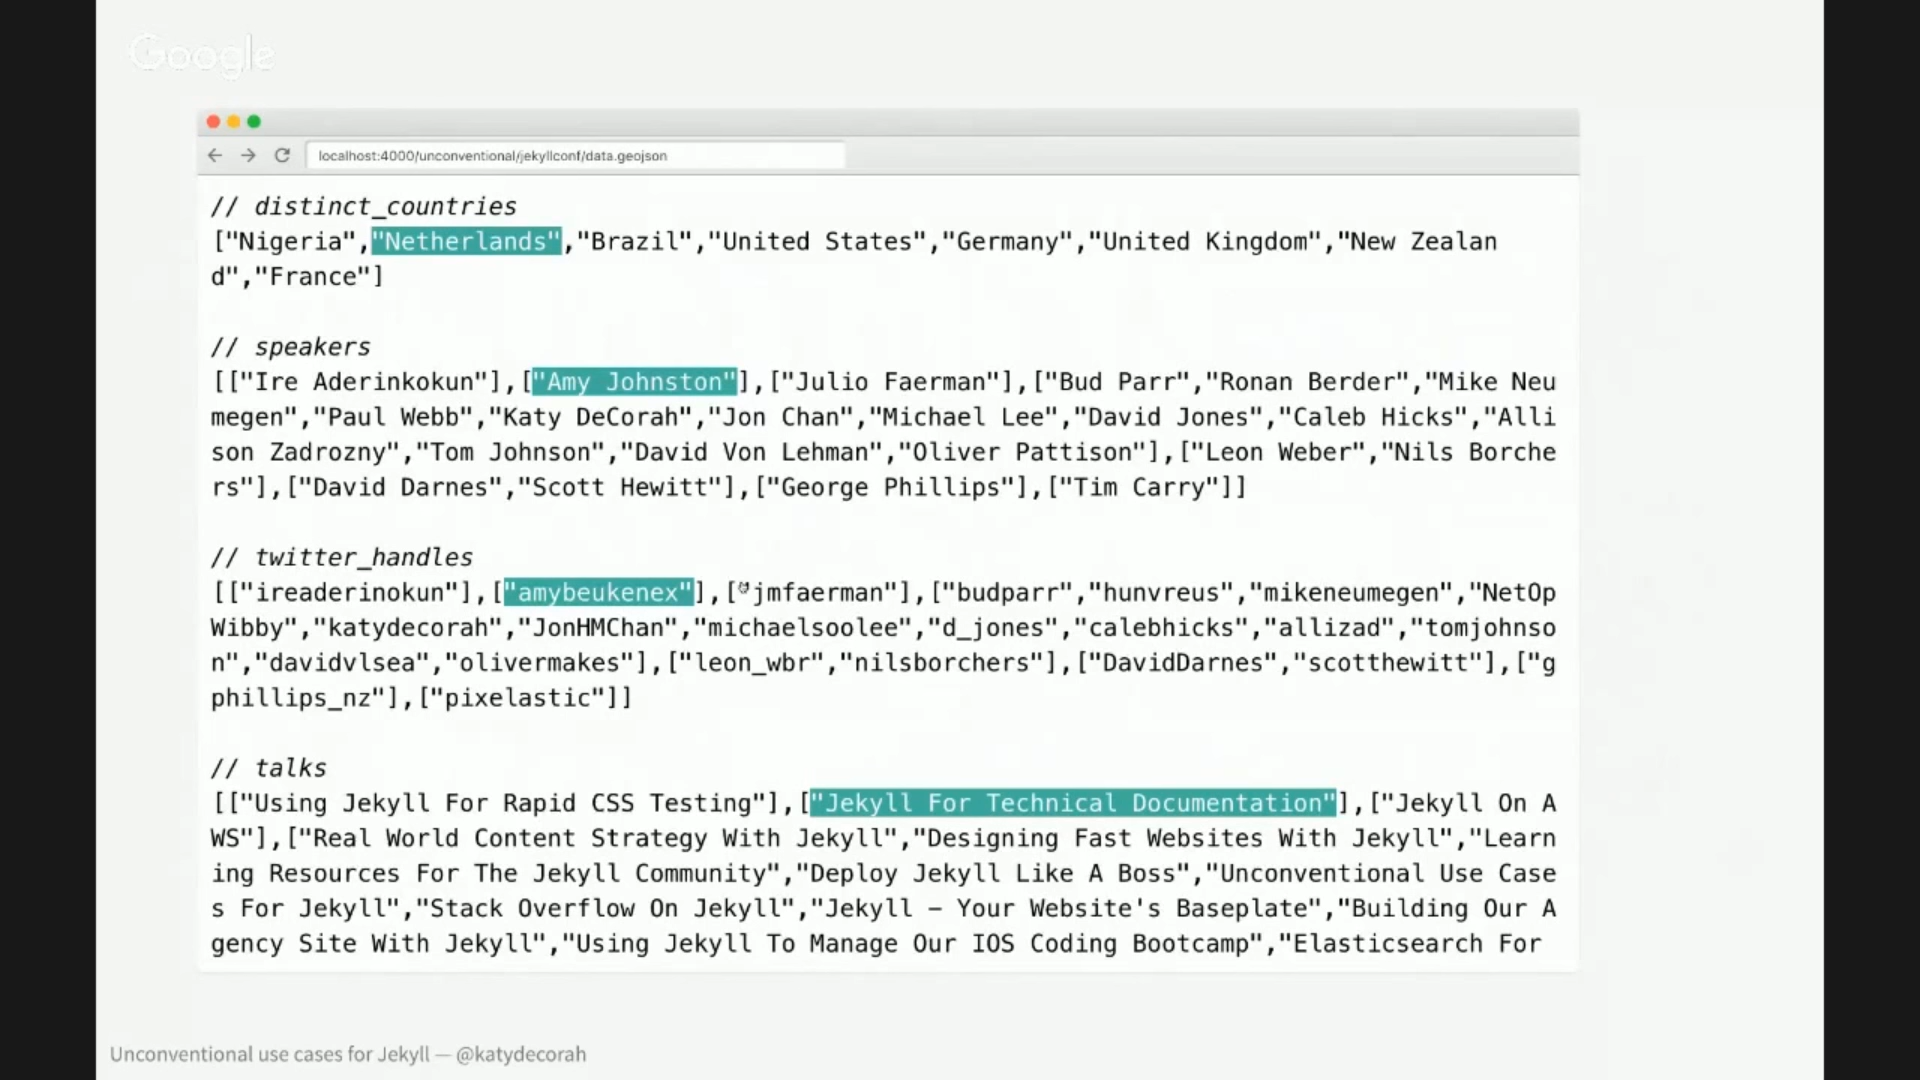 Google
localhost:4000/unconventional/jekyllconf/data.geojson
// distinct_countries
["Nigeria","Netherlands","Brazil","United States","Germany","United Kingdom","New Zealan
d","France"]
// speakers
[["Ire Aderinkokun"],["Amy Johnston"],["Julio Faerman"],["Bud Parr","Ronan Berder","Mike Neu
megen","Paul Webb","Katy DeCorah","Jon Chan","Michael Lee","David Jones","Caleb Hicks","Alli
son Zadrozny","Tom Johnson","David Von Lehman","Oliver Pattison"],["Leon Weber","Nils Borche
rs"],["David Darnes","Scott Hewitt"],["George Phillips"],["Tim Carry"]]
// twitter_handles
[["ireaderinokun"],["amybeukenex"],["jmfaerman"],["budparr","hunvreus","mikeneumegen","NetOp
Wibby","katydecorah","JonHMChan","michaelsoolee","d_jones","calebhicks","allizad","tomjohnso
n","davidvlsea","olivermakes"],["leon_wbr","nilsborchers"],["DavidDarnes","scotthewitt"],["g
phillips_nz"],["pixelastic"]]
// talks
[["Using Jekyll For Rapid CSS Testing"],["Jekyll For Technical Documentation"],["Jekyll On A
WS"],["Real World Content Strategy With Jekyll","Designing Fast Websites With Jekyll","Learn
ing Resources For The Jekyll Community","Deploy Jekyll Like A Boss","Unconventional Use Case
s For Jekyll","Stack Overflow On Jekyll","Jekyll – Your Website's Baseplate","Building Our A
gency Site With Jekyll","Using Jekyll To Manage Our IOS Coding Bootcamp","Elasticsearch For
Unconventional use cases for Jekyll — @katydecorah